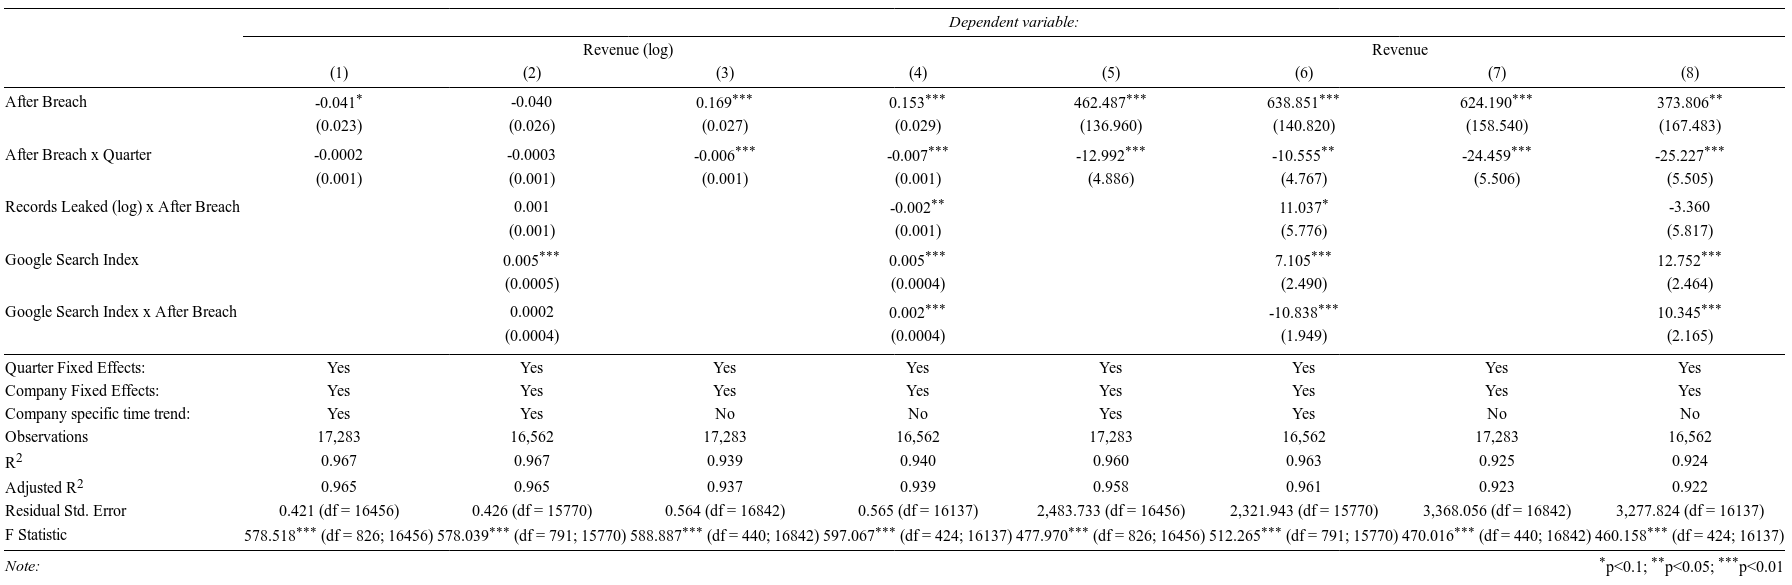 Dependent variable:
Revenue (log) Revenue
(1) (2) (3) (4) (5) (6) (7) (8)
After Breach -0.041* -0.040 0.169*** 0.153*** 462.487*** 638.851*** 624.190*** 373.806**
(0.023) (0.026) (0.027) (0.029) (136.960) (140.820) (158.540) (167.483)
After Breach x Quarter -0.0002 -0.0003 -0.006*** -0.007*** -12.992*** -10.555** -24.459*** -25.227***
(0.001) (0.001) (0.001) (0.001) (4.886) (4.767) (5.506) (5.505)
Records Leaked (log) x After Breach 0.001 -0.002** 11.037* -3.360
(0.001) (0.001) (5.776) (5.817)
Google Search Index 0.005*** 0.005*** 7.105*** 12.752***
(0.0005) (0.0004) (2.490) (2.464)
Google Search Index x After Breach 0.0002 0.002*** -10.838*** 10.345***
(0.0004) (0.0004) (1.949) (2.165)
Quarter Fixed Effects: Yes Yes Yes Yes Yes Yes Yes Yes
Company Fixed Effects: Yes Yes Yes Yes Yes Yes Yes Yes
Company specific time trend: Yes Yes No No Yes Yes No No
Observations 17,283 16,562 17,283 16,562 17,283 16,562 17,283 16,562
R2 0.967 0.967 0.939 0.940 0.960 0.963 0.925 0.924
Adjusted R2 0.965 0.965 0.937 0.939 0.958 0.961 0.923 0.922
Residual Std. Error 0.421 (df = 16456) 0.426 (df = 15770) 0.564 (df = 16842) 0.565 (df = 16137) 2,483.733 (df = 16456) 2,321.943 (df = 15770) 3,368.056 (df = 16842) 3,277.824 (df = 16137)
F Statistic 578.518*** (df = 826; 16456) 578.039*** (df = 791; 15770) 588.887*** (df = 440; 16842) 597.067*** (df = 424; 16137) 477.970*** (df = 826; 16456) 512.265*** (df = 791; 15770) 470.016*** (df = 440; 16842) 460.158*** (df = 424; 16137)
Note: *p<0.1; **p<0.05; ***p<0.01